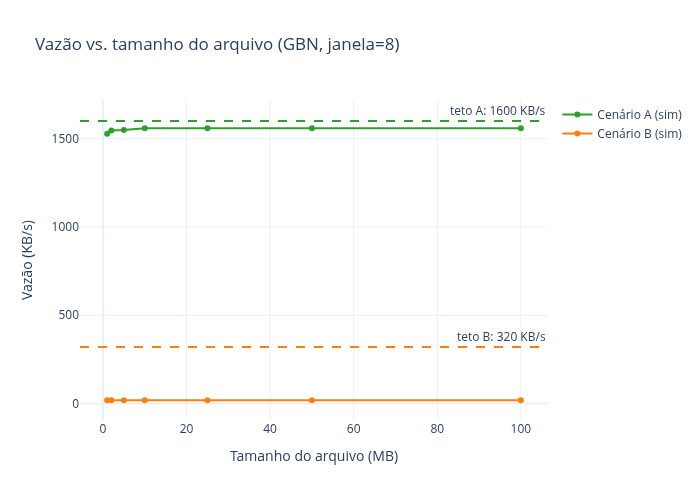 Vazão vs. tamanho do arquivo (GBN, janela=8)
teto A: 1600 KB/s
Cenário A (sim)
Cenário B (sim)
1500
1000
500
0
Vazão (KB/s)
teto B: 320 KB/s
0
20
40
60
80
100
Tamanho do arquivo (MB)